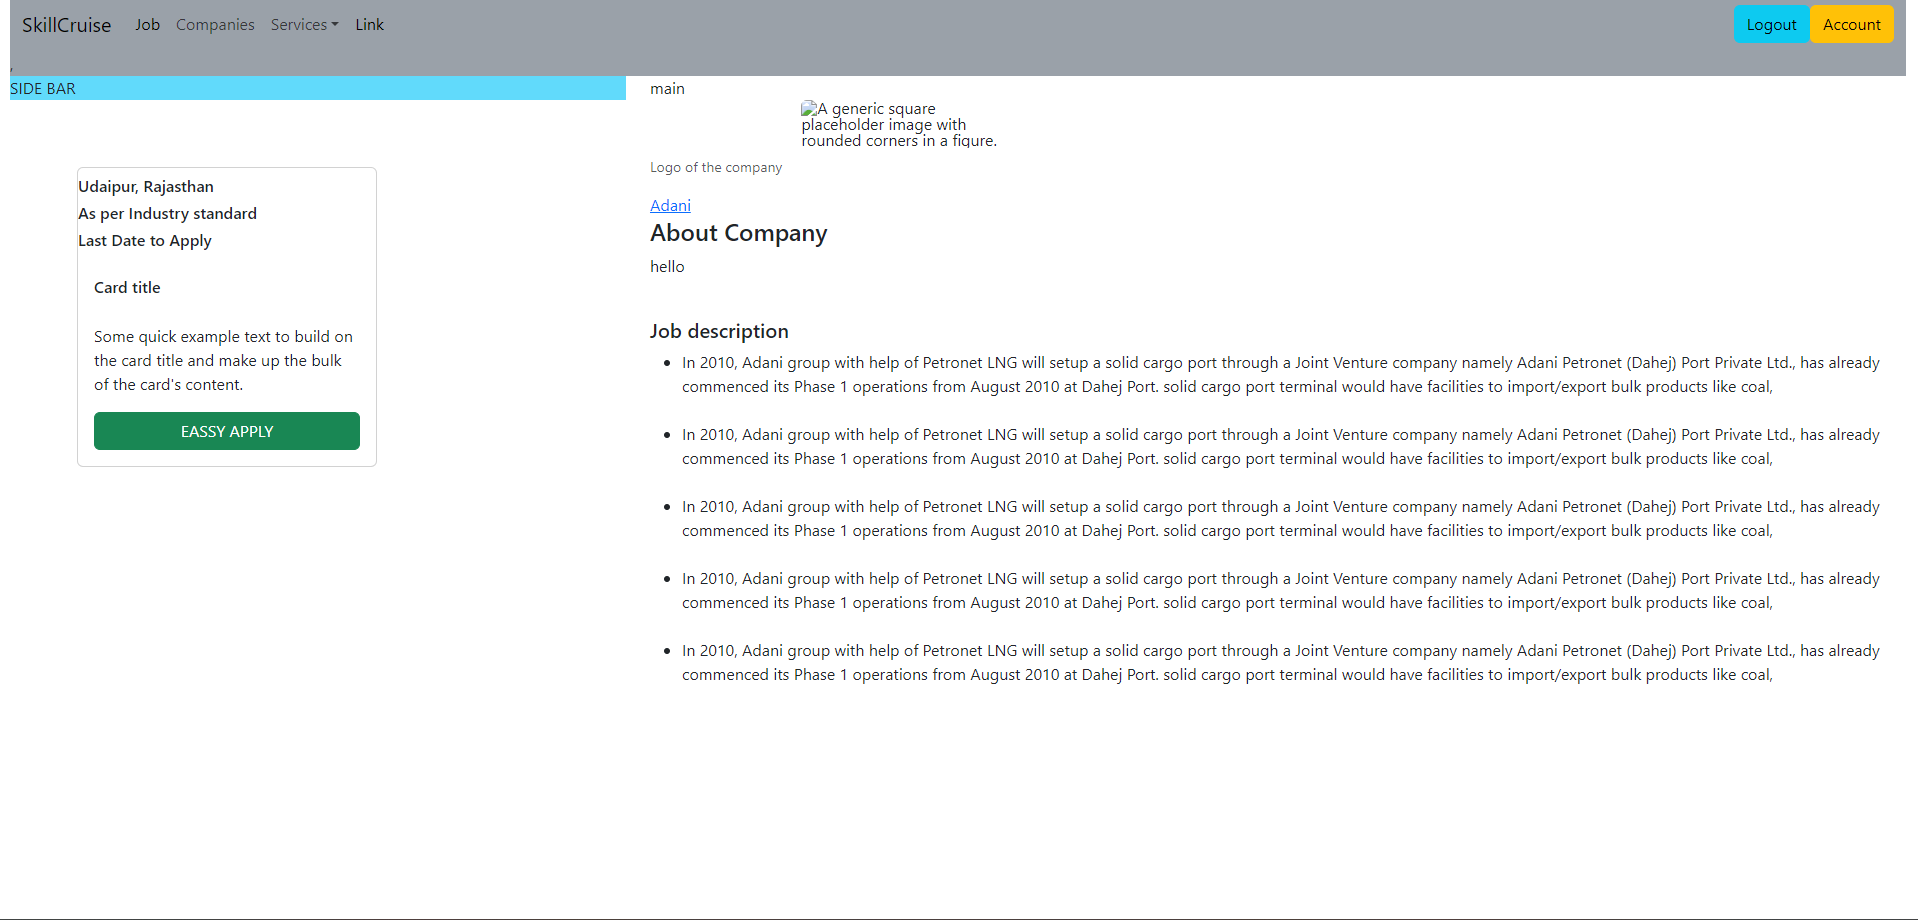 SkillCruise Job Companies Services Link Logout Account
,
SIDE BAR
Udaipur, Rajasthan
As per Industry standard
Last Date to Apply
Card title
Some quick example text to build on
the card title and make up the bulk
of the card's content.
EASSY APPLY
main
A generic square
placeholder image with
rounded corners in a figure.
Logo of the company
Adani
About Company
hello
Job description
In 2010, Adani group with help of Petronet LNG will setup a solid cargo port through a Joint Venture company namely Adani Petronet (Dahej) Port Private Ltd., has already
commenced its Phase 1 operations from August 2010 at Dahej Port. solid cargo port terminal would have facilities to import/export bulk products like coal,
In 2010, Adani group with help of Petronet LNG will setup a solid cargo port through a Joint Venture company namely Adani Petronet (Dahej) Port Private Ltd., has already
commenced its Phase 1 operations from August 2010 at Dahej Port. solid cargo port terminal would have facilities to import/export bulk products like coal,
In 2010, Adani group with help of Petronet LNG will setup a solid cargo port through a Joint Venture company namely Adani Petronet (Dahej) Port Private Ltd., has already
commenced its Phase 1 operations from August 2010 at Dahej Port. solid cargo port terminal would have facilities to import/export bulk products like coal,
In 2010, Adani group with help of Petronet LNG will setup a solid cargo port through a Joint Venture company namely Adani Petronet (Dahej) Port Private Ltd., has already
commenced its Phase 1 operations from August 2010 at Dahej Port. solid cargo port terminal would have facilities to import/export bulk products like coal,
In 2010, Adani group with help of Petronet LNG will setup a solid cargo port through a Joint Venture company namely Adani Petronet (Dahej) Port Private Ltd., has already
commenced its Phase 1 operations from August 2010 at Dahej Port. solid cargo port terminal would have facilities to import/export bulk products like coal,